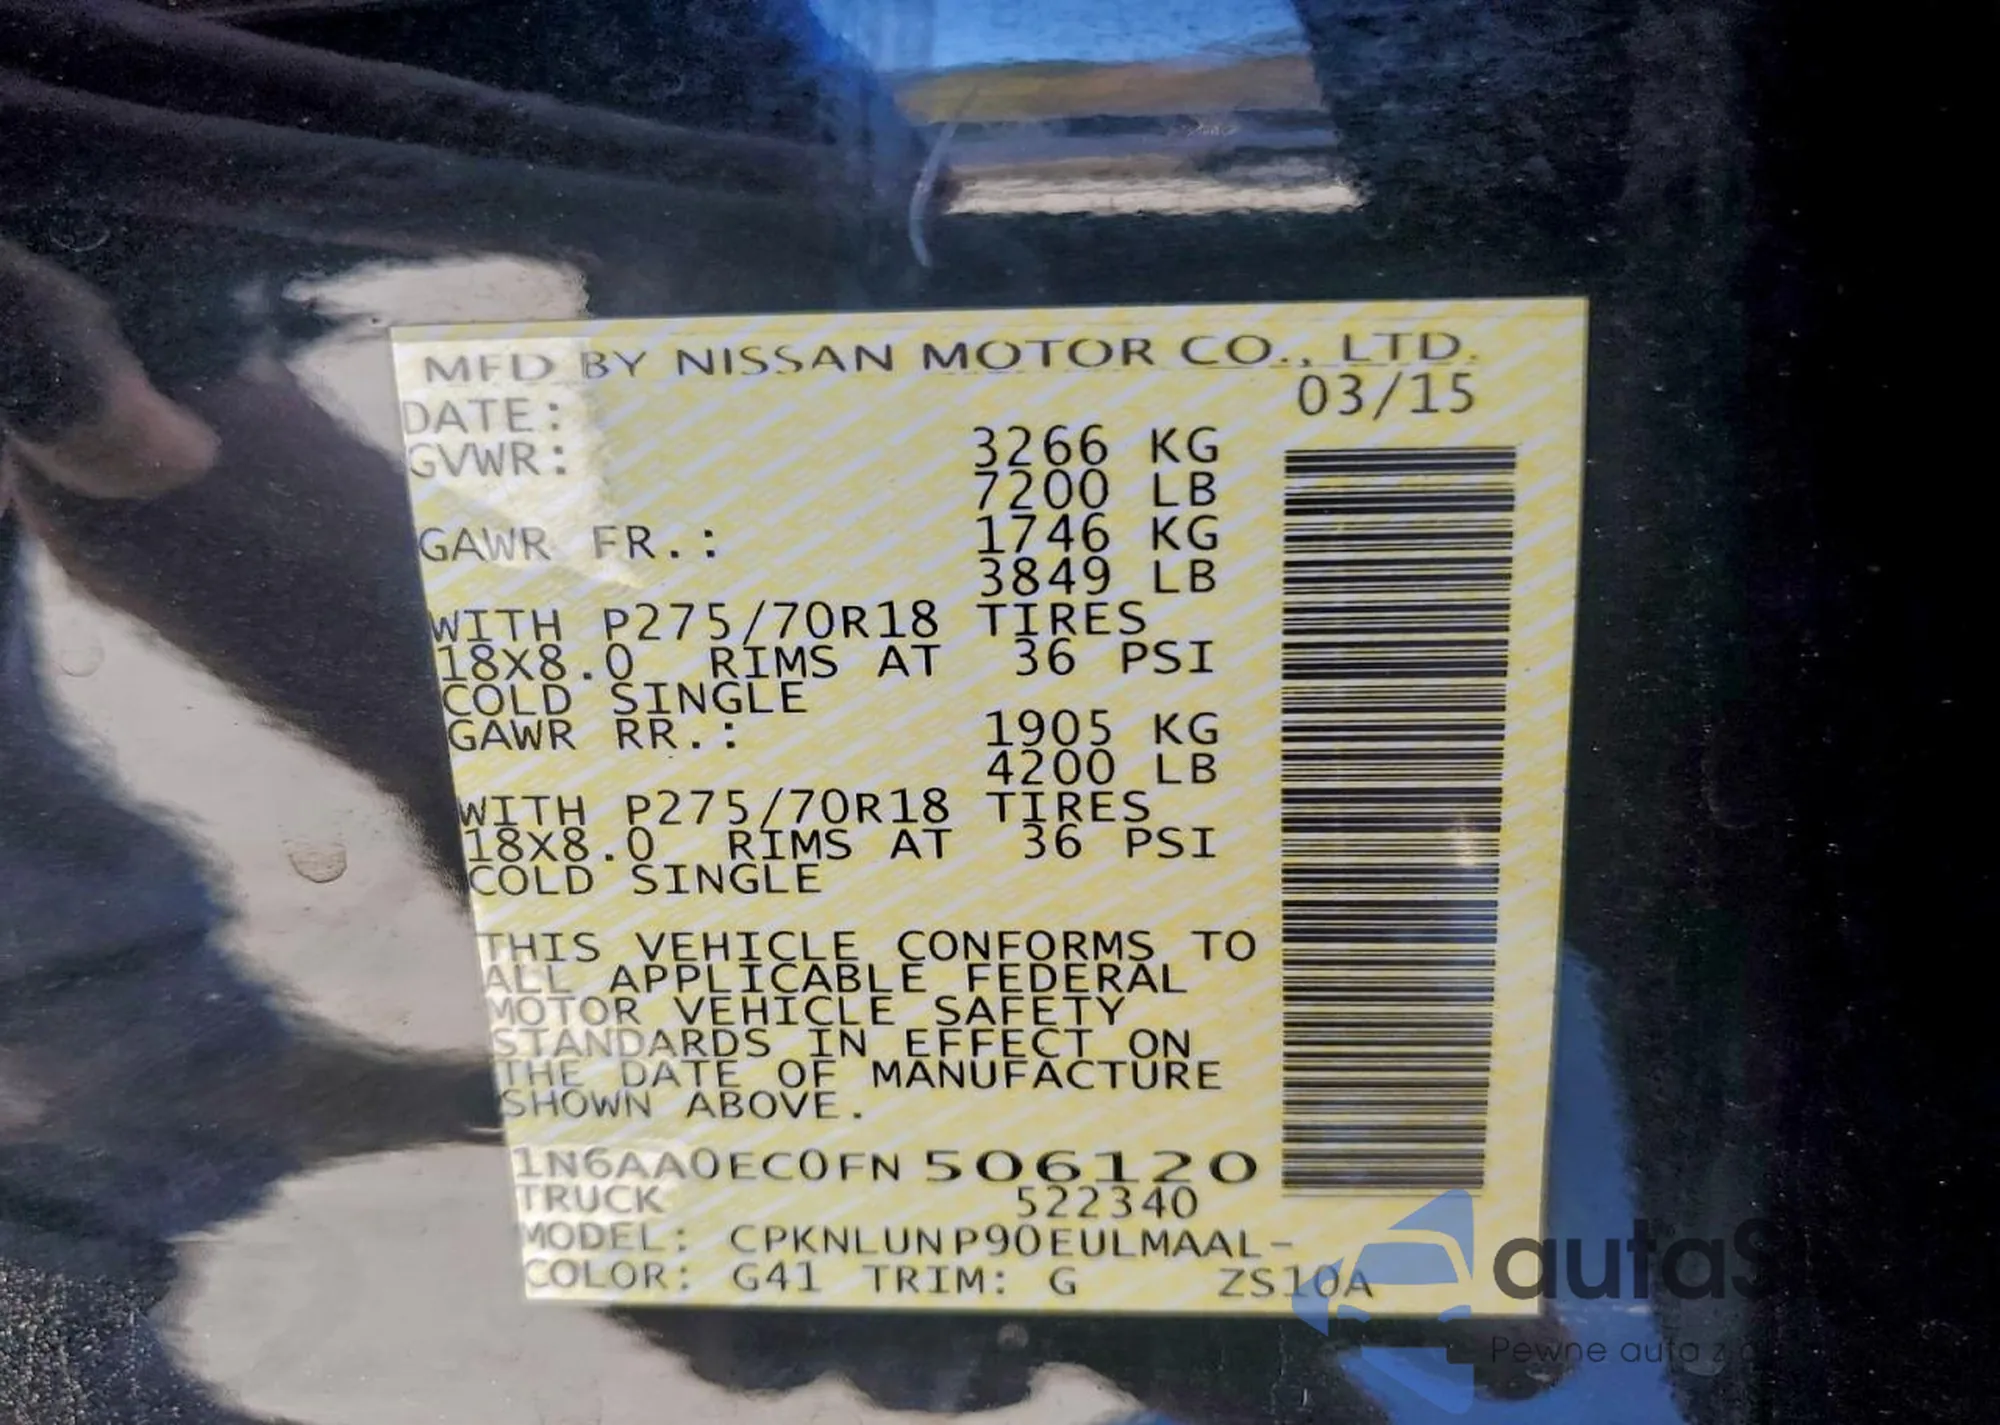 MFD BY NISSAN MOTOR CO., LTD.
DATE: 03/15
GVWR: 3266 KG
7200 LB
GAWR FR.: 1746 KG
3849 LB
WITH P275/70R18 TIRES
18X8.0 RIMS AT 36 PSI
COLD SINGLE
GAWR RR.: 1905 KG
4200 LB
WITH P275/70R18 TIRES
18X8.0 RIMS AT 36 PSI
COLD SINGLE
THIS VEHICLE CONFORMS TO
ALL APPLICABLE FEDERAL
MOTOR VEHICLE SAFETY
STANDARDS IN EFFECT ON
THE DATE OF MANUFACTURE
SHOWN ABOVE.
1N6AA0EC0FN506120
TRUCK 522340
MODEL: CPKNLUNP90EULMAAL-
COLOR: G41 TRIM: G ZS10A
Pewne auta z